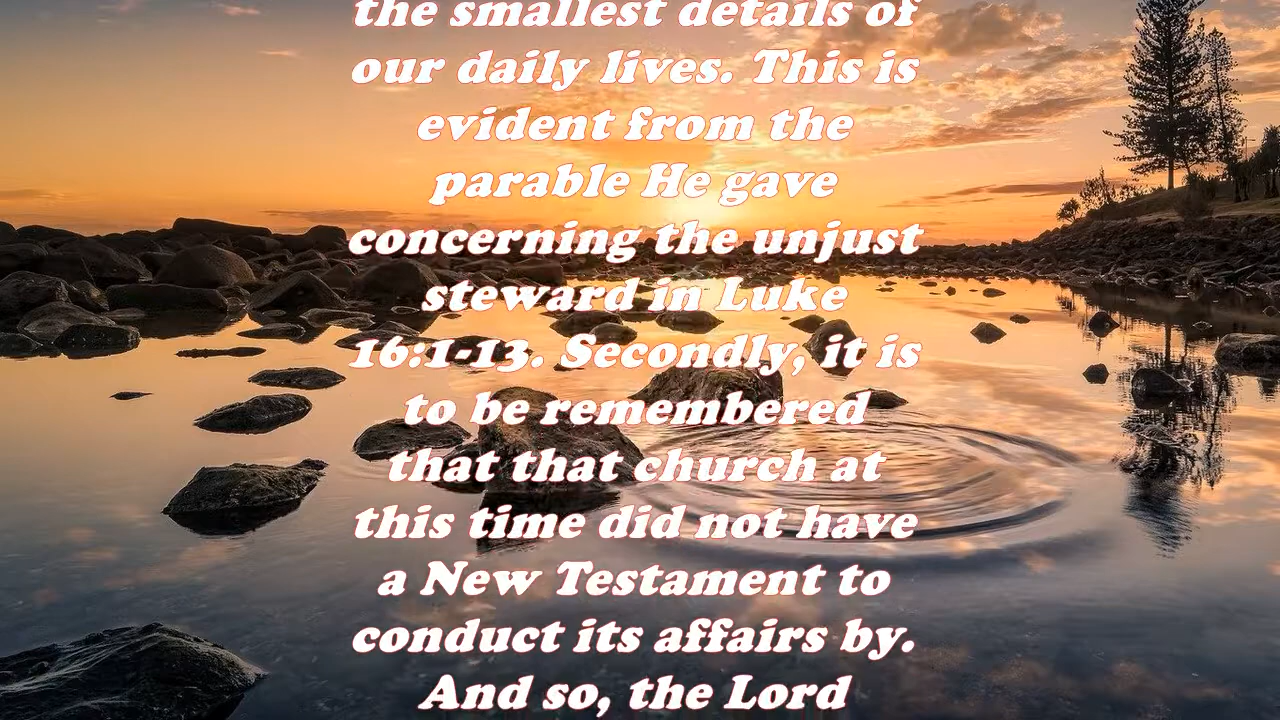 the smallest details of
our daily lives. This is
evident from the
parable He gave
concerning the unjust
steward in Luke
16:1-13. Secondly, it is
to be remembered
that that church at
this time did not have
a New Testament to
conduct its affairs by.
And so, the Lord